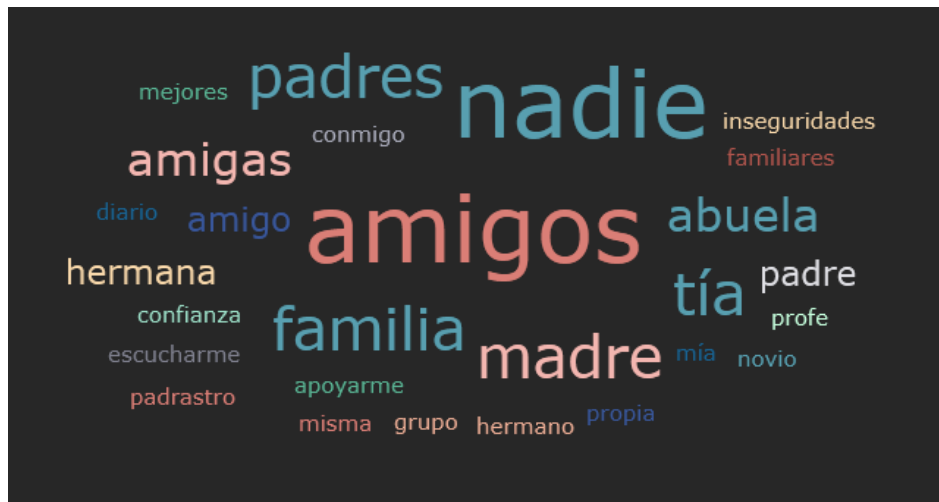 padres
nadie
mejores
inseguridades
conmigo
amigas
familiares
diario
amigo
amigos
abuela
hermana
tía
padre
confianza
familia
profe
escucharme
madre
mía
novio
padrastro
apoyarme
misma
grupo
hermano
propia